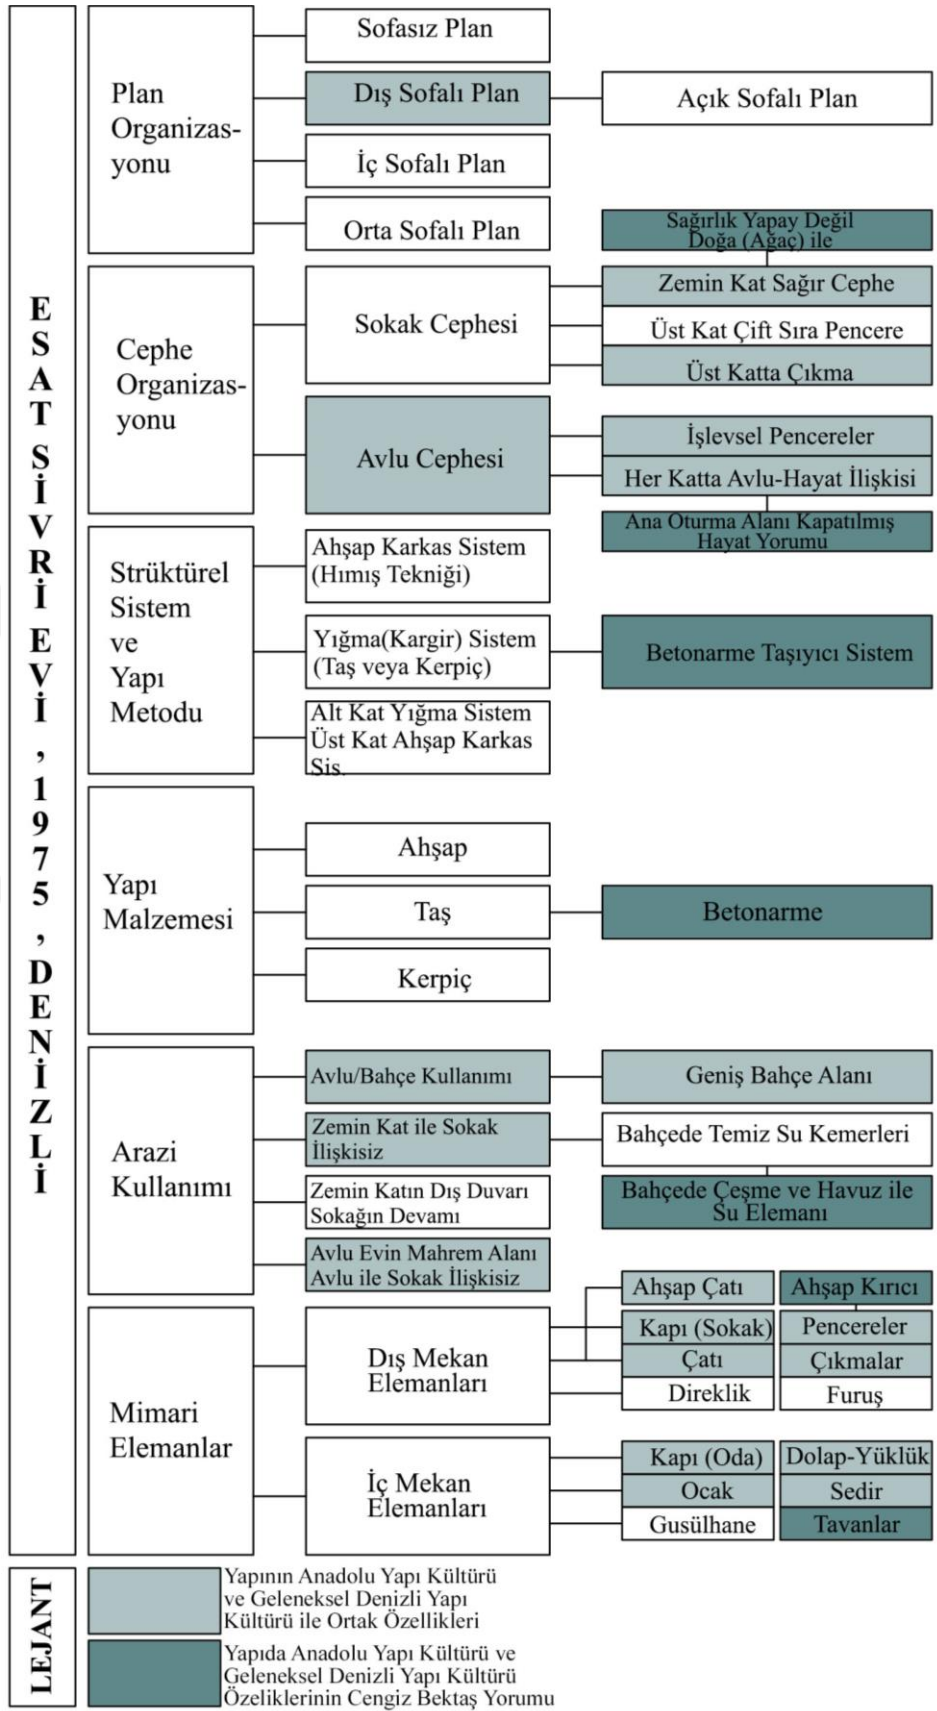 ESAT SİVRİ EVİ, 1975, DENİZLİ
Plan
Organizas-
yonu
Sofasız Plan
Dış Sofalı Plan
Açık Sofalı Plan
İç Sofalı Plan
Orta Sofalı Plan
Cephe
Organizas-
yonu
Sokak Cephesi
Sağırlık Yapay Değil
Doğa (Ağaç) ile
Zemin Kat Sağır Cephe
Üst Kat Çift Sıra Pencere
Üst Katta Çıkma
Avlu Cephesi
İşlevsel Pencereler
Her Katta Avlu-Hayat İlişkisi
Ana Oturma Alanı Kapatılmış
Hayat Yorumu
Strüktürel
Sistem
ve
Yapı
Metodu
Ahşap Karkas Sistem
(Hımış Tekniği)
Yığma(Kargir) Sistem
(Taş veya Kerpiç)
Betonarme Taşıyıcı Sistem
Alt Kat Yığma Sistem
Üst Kat Ahşap Karkas
Sis.
Yapı
Malzemesi
Ahşap
Taş
Betonarme
Kerpiç
Arazi
Kullanımı
Avlu/Bahçe Kullanımı
Geniş Bahçe Alanı
Zemin Kat ile Sokak
İlişkisiz
Bahçede Temiz Su Kemerleri
Zemin Katın Dış Duvarı
Sokağın Devamı
Bahçede Çeşme ve Havuz ile
Su Elemanı
Avlu Evin Mahrem Alanı
Avlu ile Sokak İlişkisiz
Mimari
Elemanlar
Dış Mekan
Elemanları
Ahşap Çatı
Ahşap Kırıcı
Kapı (Sokak)
Pencereler
Çatı
Çıkmalar
Direklik
Furuş
İç Mekan
Elemanları
Kapı (Oda)
Dolap-Yüklük
Ocak
Sedir
Gusülhane
Tavanlar
LEJANT
Yapının Anadolu Yapı Kültürü
ve Geleneksel Denizli Yapı
Kültürü ile Ortak Özellikleri
Yapıda Anadolu Yapı Kültürü ve
Geleneksel Denizli Yapı Kültürü
Özeliklerinin Cengiz Bektaş Yorumu